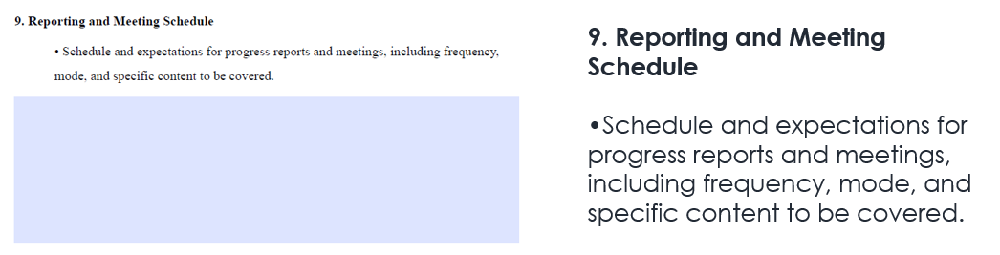 9. Reporting and Meeting Schedule
• Schedule and expectations for progress reports and meetings, including frequency,
mode, and specific content to be covered.
9. Reporting and Meeting
Schedule
•Schedule and expectations for
progress reports and meetings,
including frequency, mode, and
specific content to be covered.